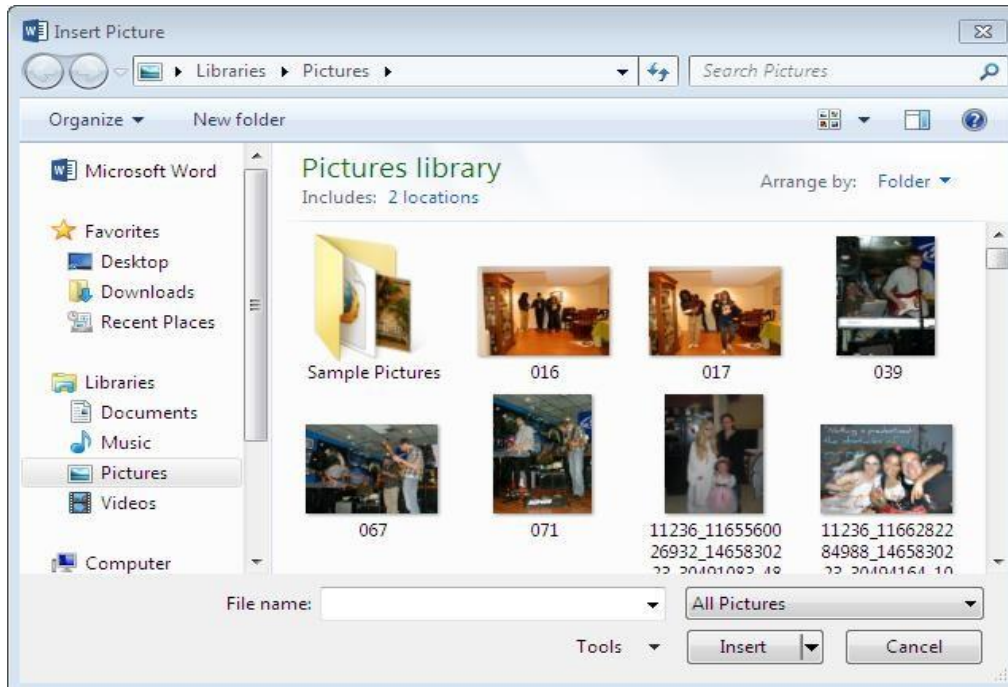 Insert Picture
Libraries Pictures
Search Pictures
Organize New folder
Microsoft Word
Favorites
Desktop
Downloads
Recent Places
Libraries
Documents
Music
Pictures
Videos
Computer
Pictures library
Includes: 2 locations
Arrange by: Folder
Sample Pictures
016
017
039
067
071
11236_11655600
26932_14658302
23_30491083_48
11236_11662822
84988_14658302
23_30494164_10
File name:
All Pictures
Tools
Insert
Cancel